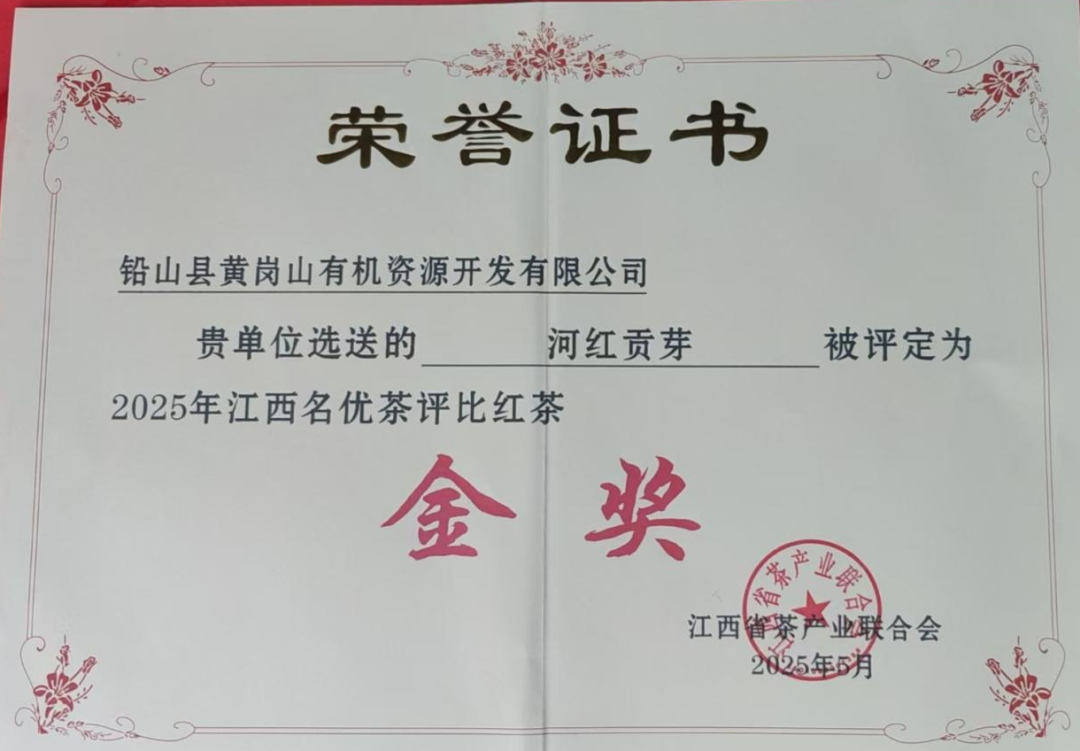 荣誉证书
铅山县黄岗山有机资源开发有限公司
贵单位选送的 河红贡芽 被评定为
2025年江西名优茶评比红茶
金奖
江西省茶产业联合会
江西省茶产业联合会
2025年5月